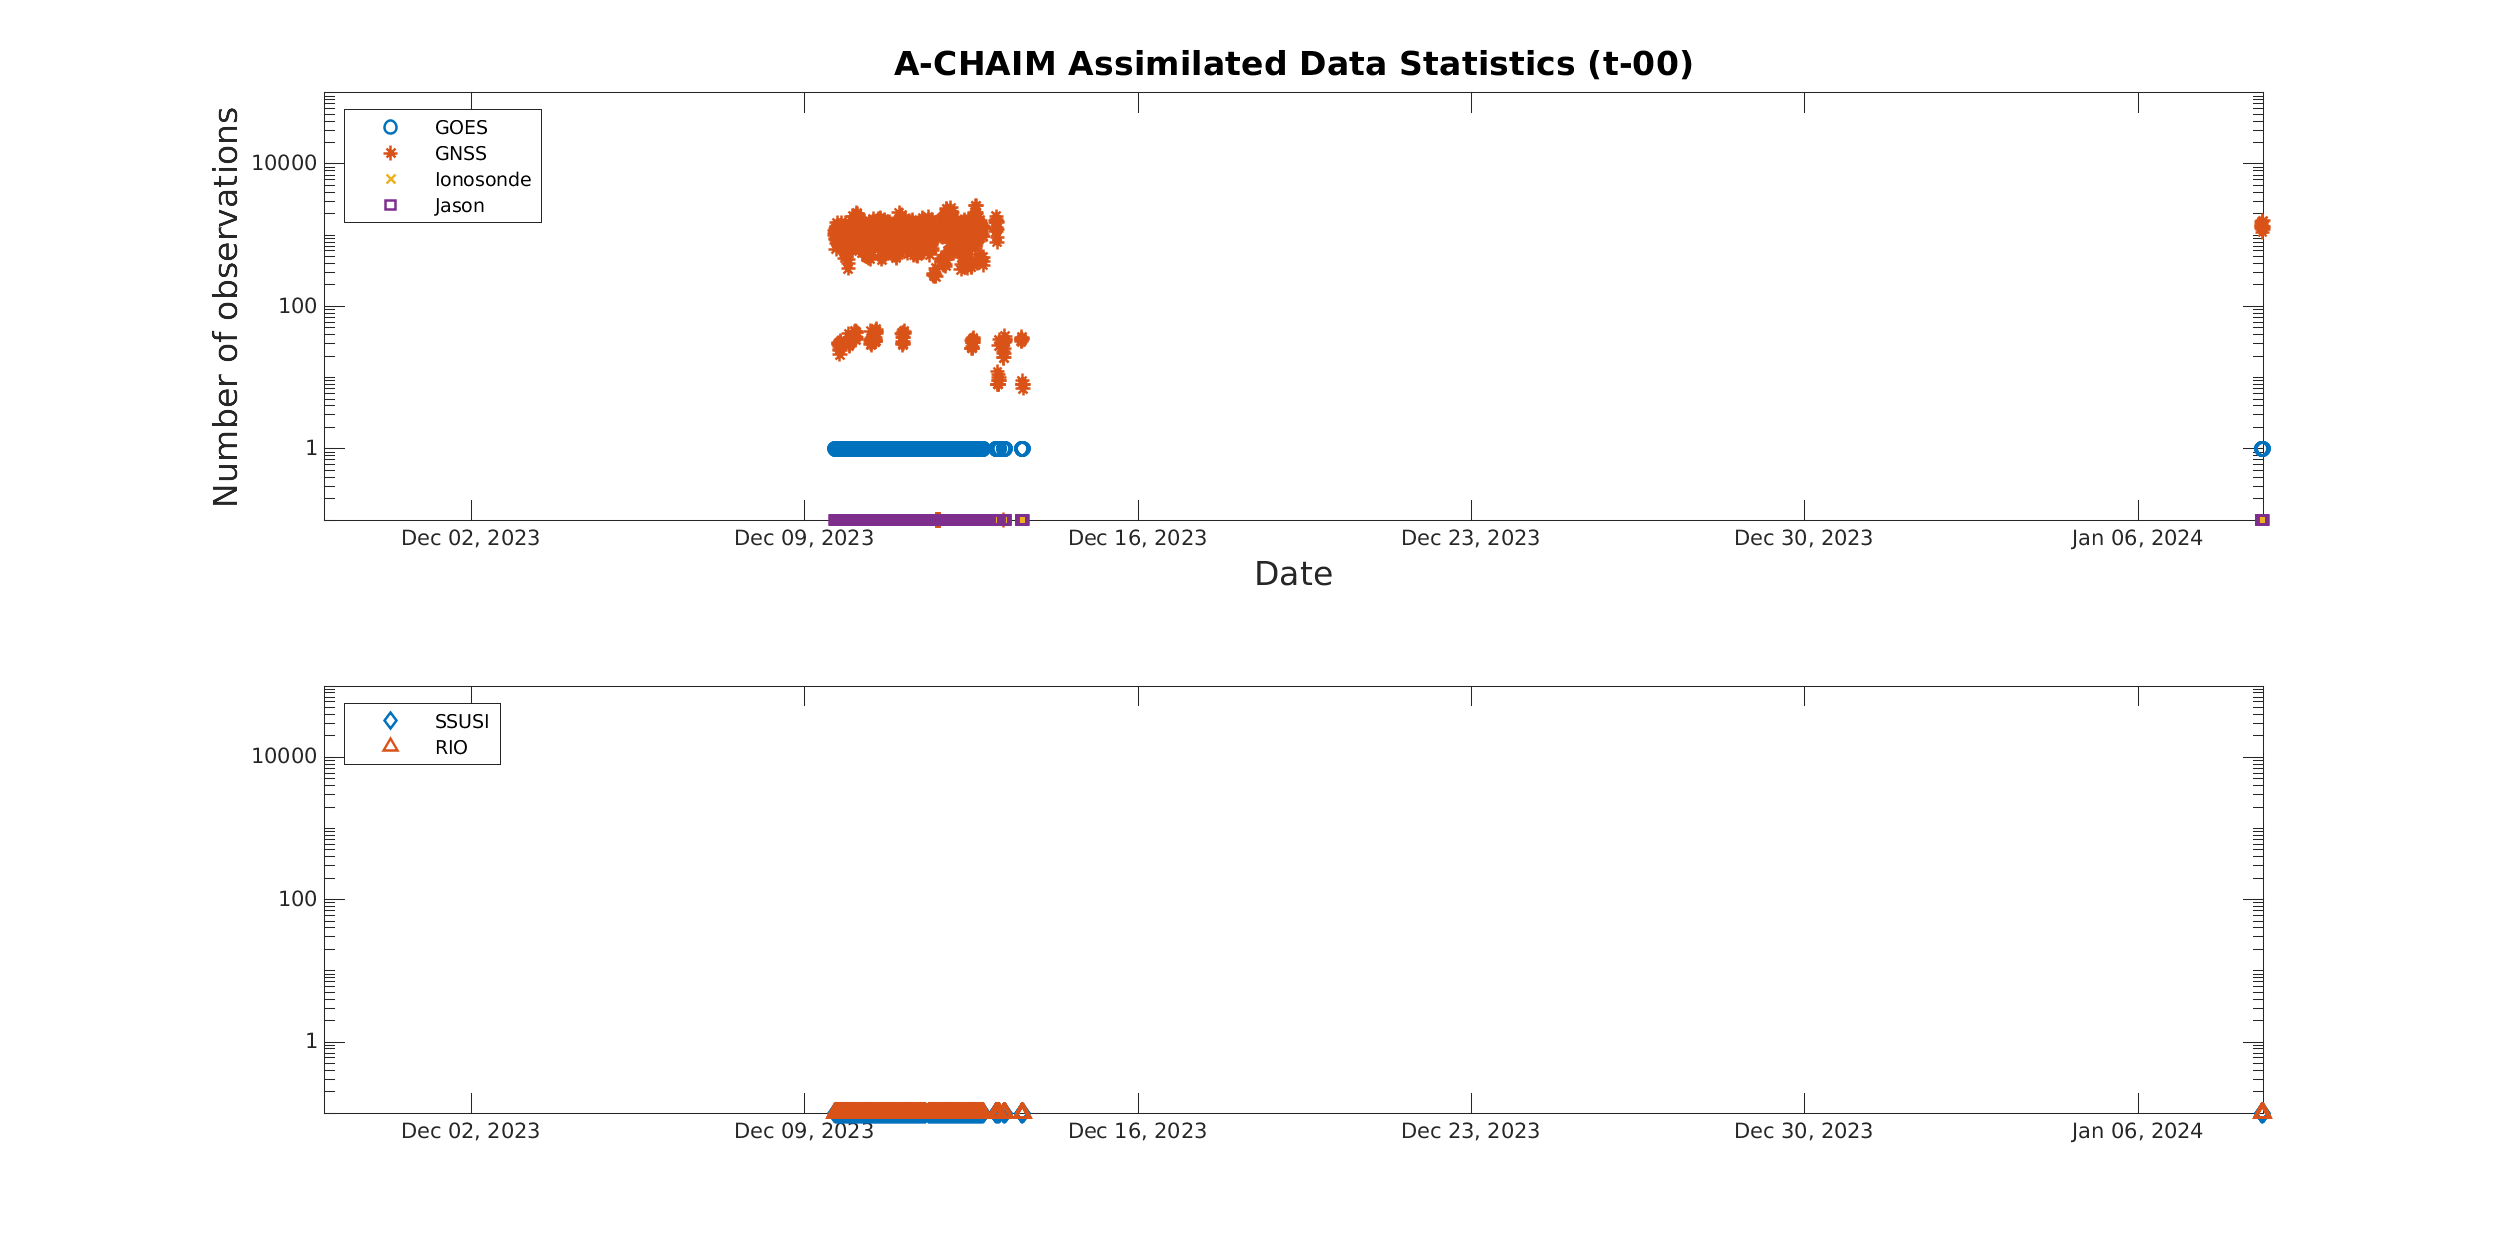 A-CHAIM Assimilated Data Statistics (t-00)
Number of observations
GOES
GNSS
Ionosonde
Jason
10000
100
1
Dec 02, 2023
Dec 09, 2023
Dec 16, 2023
Dec 23, 2023
Dec 30, 2023
Jan 06, 2024
Date
SSUSI
RIO
10000
100
1
Dec 02, 2023
Dec 09, 2023
Dec 16, 2023
Dec 23, 2023
Dec 30, 2023
Jan 06, 2024